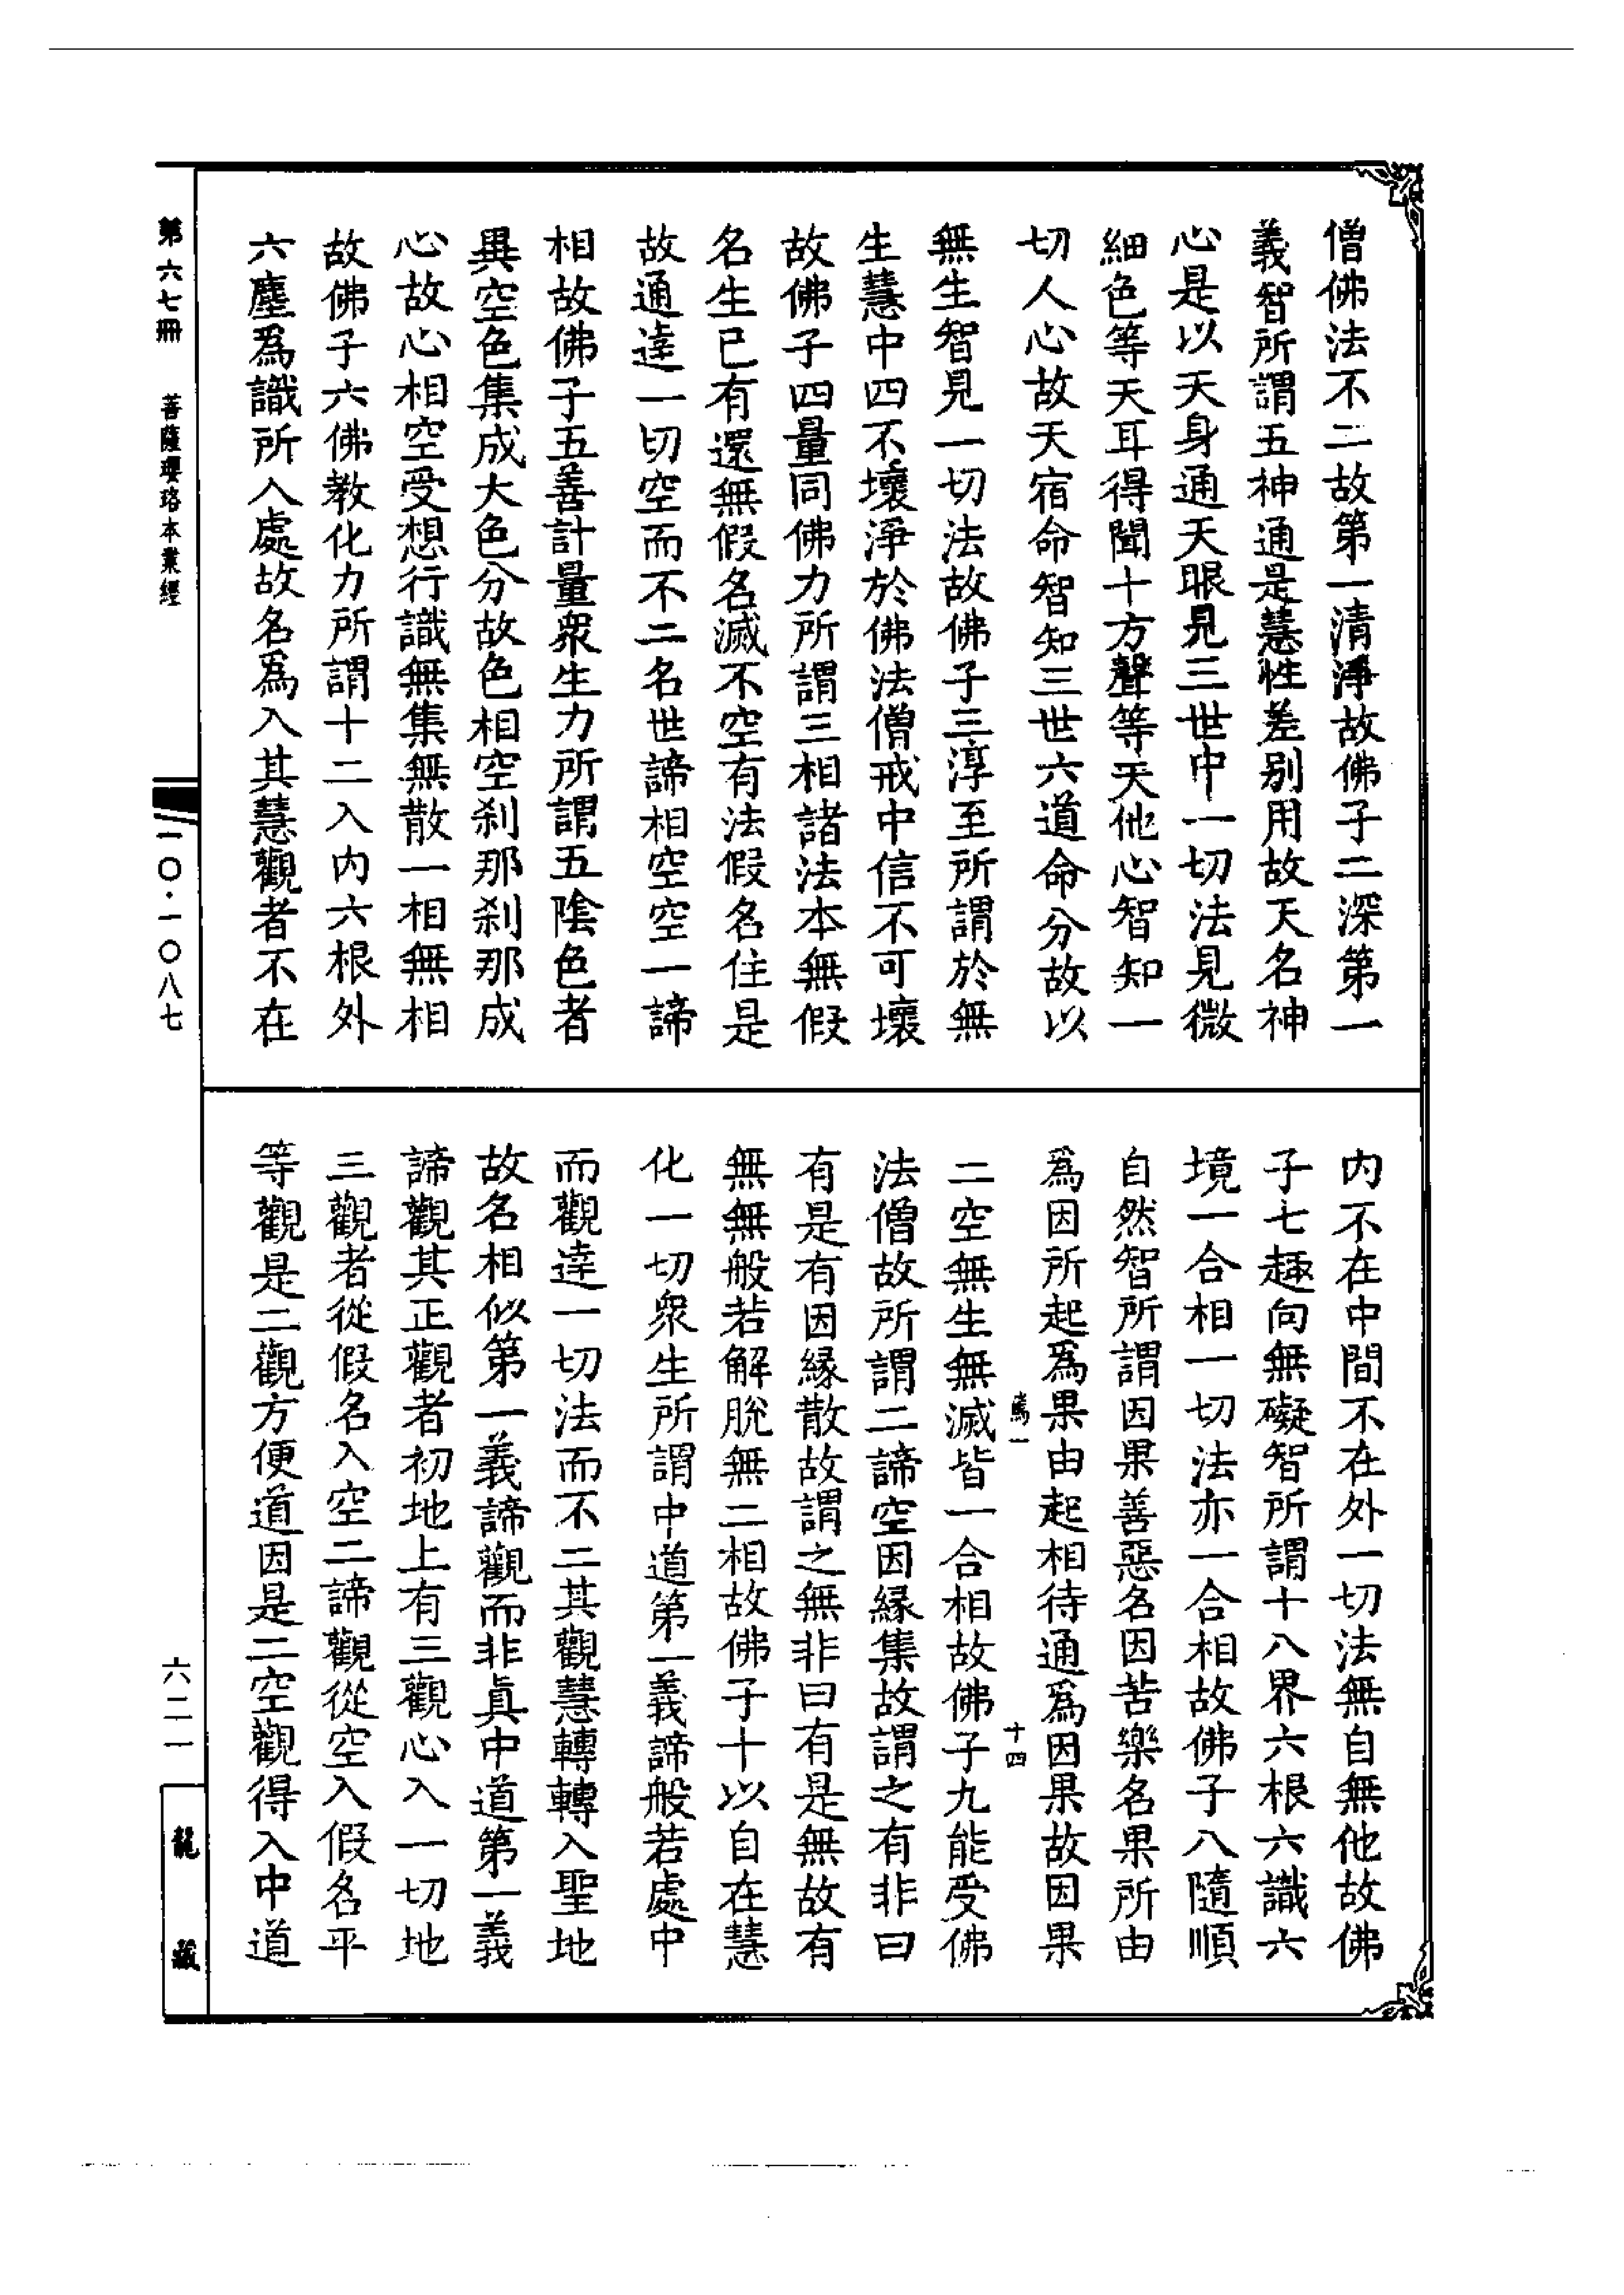 僧佛法不二故第一清淨故佛子二深第一
義智所謂五神通是慧性差别用故天名神
心是以天身通天眼見三世中一切法見微
細色等天耳得聞十方聲等天他心智知一
切人心故天宿命智知三世六道命分故以
無生智見一切法故佛子三淳至所謂於無
生慧中四不壞淨於佛法僧戒中信不可壞
故佛子四量同佛力所謂三相諸法本無假
名生已有還無假名滅不空有法假名住是
故通達一切空而不二名世諦相空空一諦
相故佛子五善計量衆生力所謂五陰色者
異空色集成大色分故色相空刹那刹那成
心故心相空受想行識無集無散一相無相
故佛子六佛教化力所謂十二入内六根外
六塵爲識所入處故名爲入其慧觀者不在
内不在中間不在外一切法無自無他故佛
子七趣向無礙智所謂十八界六根六識六
境一合相一切法亦一合相故佛子八隨順
自然智所謂因果善惡名因苦樂名果所由
爲因所起爲果由起相待通爲因果故因果
二空無生無滅皆一合相故佛子九能受佛
法僧故所謂二諦空因緣集故謂之有非曰
有是有因緣散故謂之無非曰有是無故有
無無般若解脫無二相故佛子十以自在慧
化一切衆生所謂中道第一義諦般若處中
而觀達一切法而不二其觀慧轉轉入聖地
故名相似第一義諦觀而非眞中道第一義
諦觀其正觀者初地上有三觀心入一切地
三觀者從假名入空二諦觀從空入假名平
等觀是二觀方便道因是二空觀得入中道
十四
第六七冊
菩薩瓔珞本業經
一〇·一〇八七
六二一
龍藏